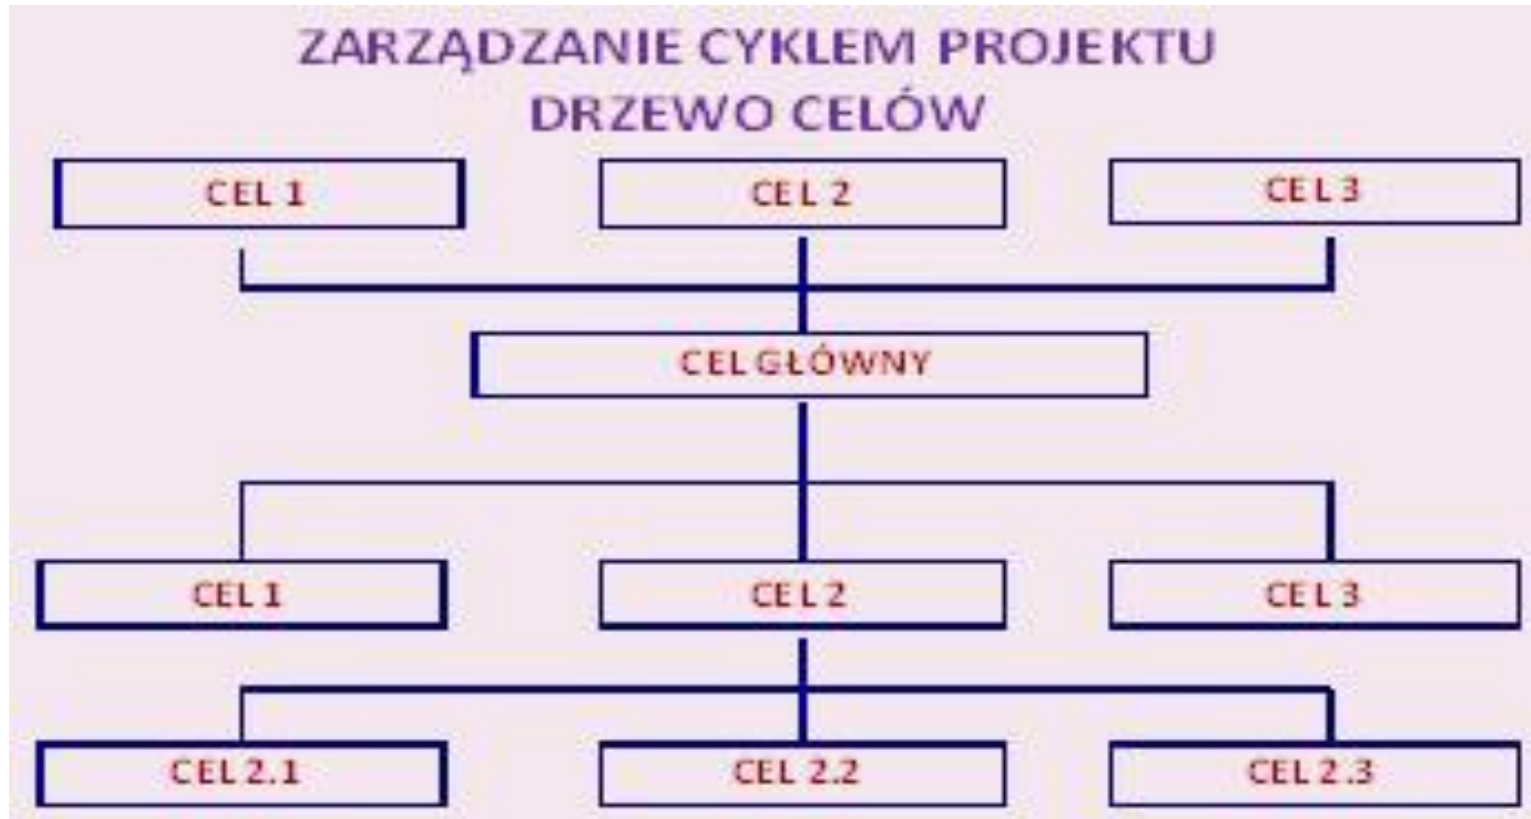 ZARZĄDZANIE CYKLEM PROJEKTU
DRZEWO CELÓW
CEL 1 CEL 2 CEL 3
CEL GŁÓWNY
CEL 1 CEL 2 CEL 3
CEL 2.1 CEL 2.2 CEL 2.3